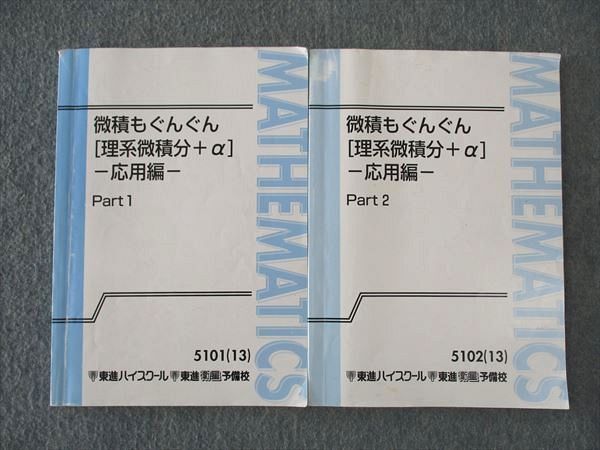 微積もぐんぐん
[理系微積分+α]
−応用編−
Part 1
MATHEMATICS
5101(13)
東進ハイスクール 東進衛星予備校
微積もぐんぐん
[理系微積分+α]
−応用編−
Part 2
MATHEMATICS
5102(13)
東進ハイスクール 東進衛星予備校